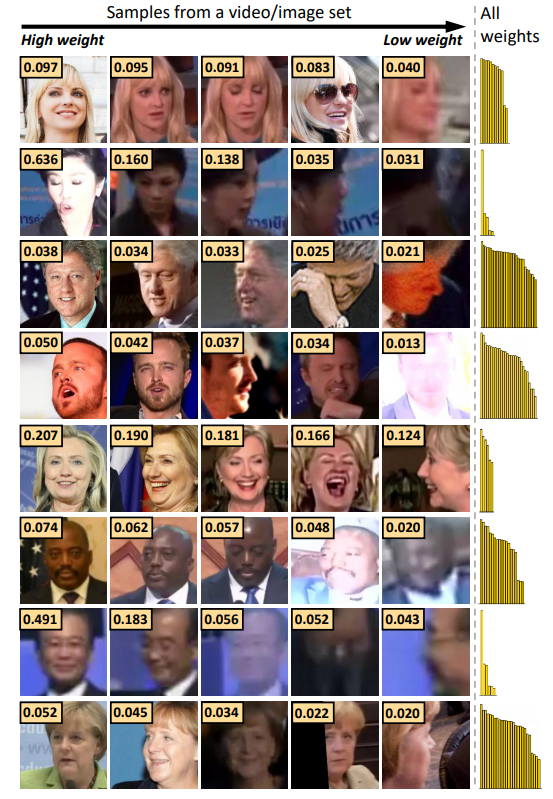 Samples from a video/image set
All
weights
High weight
Low weight
0.097 0.095 0.091 0.083 0.040
0.636 0.160 0.138 0.035 0.031
0.038 0.034 0.033 0.025 0.021
0.050 0.042 0.037 0.034 0.013
0.207 0.190 0.181 0.166 0.124
0.074 0.062 0.057 0.048 0.020
0.491 0.183 0.056 0.052 0.043
0.052 0.045 0.034 0.022 0.020